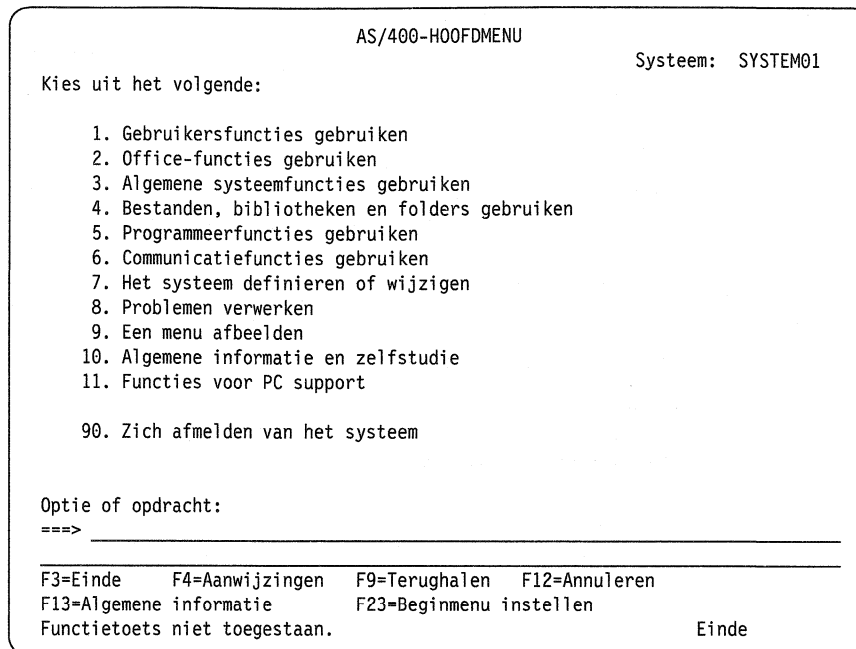 AS/400-HOOFDMENU
Systeem: SYSTEM01
Kies uit het volgende:
1. Gebruikersfuncties gebruiken
2. Office-functies gebruiken
3. Algemene systeemfuncties gebruiken
4. Bestanden, bibliotheken en folders gebruiken
5. Programmeerfuncties gebruiken
6. Communicatiefuncties gebruiken
7. Het systeem definieren of wijzigen
8. Problemen verwerken
9. Een menu afbeelden
10. Algemene informatie en zelfstudie
11. Functies voor PC support
90. Zich afmelden van het systeem
Optie of opdracht:
===>
F3=Einde F4=Aanwijzingen F9=Terughalen F12=Annuleren
F13=Algemene informatie F23=Beginmenu instellen
Functietoets niet toegestaan. Einde